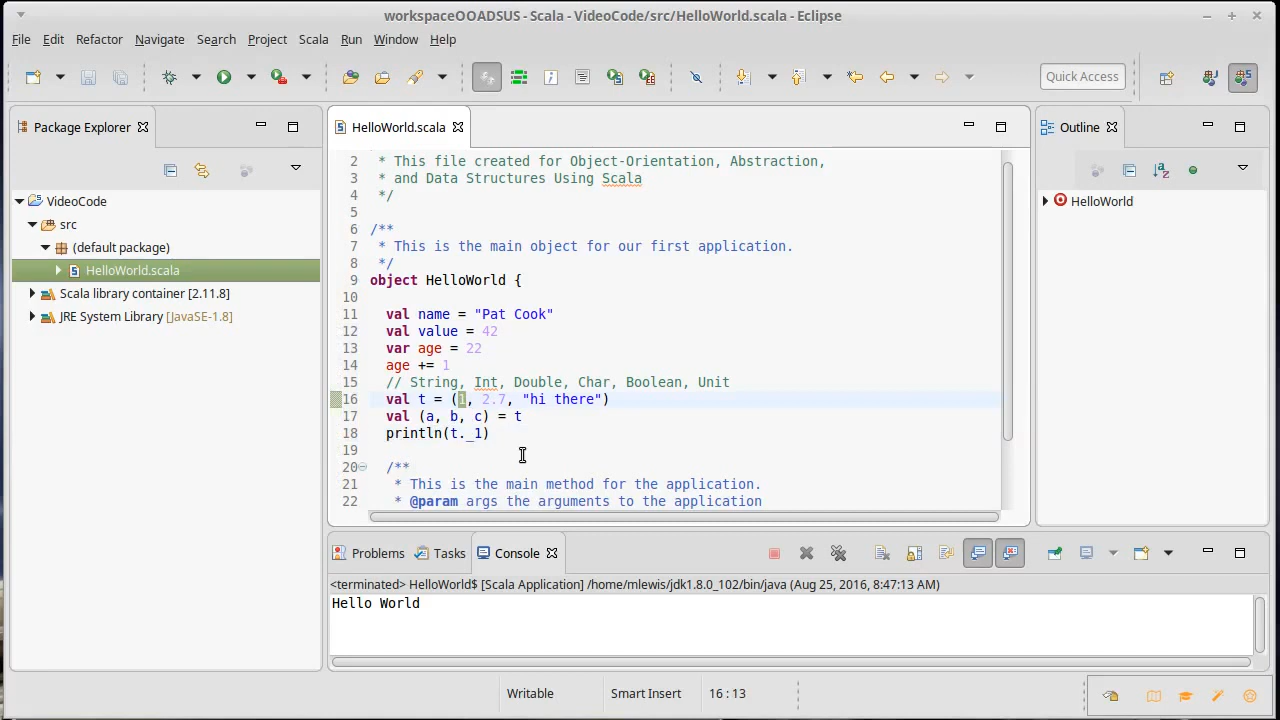 workspaceOOADSUS - Scala - VideoCode/src/HelloWorld.scala - Eclipse
File Edit Refactor Navigate Search Project Scala Run Window Help
Quick Access
Package Explorer
VideoCode
src
(default package)
HelloWorld.scala
Scala library container [2.11.8]
JRE System Library [JavaSE-1.8]
HelloWorld.scala
2 * This file created for Object-Orientation, Abstraction,
3 * and Data Structures Using Scala
4 */
5
6 /**
7 * This is the main object for our first application.
8 */
9 object HelloWorld {
10
11 val name = "Pat Cook"
12 val value = 42
13 var age = 22
14 age += 1
15 // String, Int, Double, Char, Boolean, Unit
16 val t = (1, 2.7, "hi there")
17 val (a, b, c) = t
18 println(t._1)
19
20 /**
21 * This is the main method for the application.
22 * @param args the arguments to the application
Outline
HelloWorld
Problems Tasks Console
<terminated> HelloWorld$ [Scala Application] /home/mlewis/jdk1.8.0_102/bin/java (Aug 25, 2016, 8:47:13 AM)
Hello World
Writable Smart Insert 16 : 13